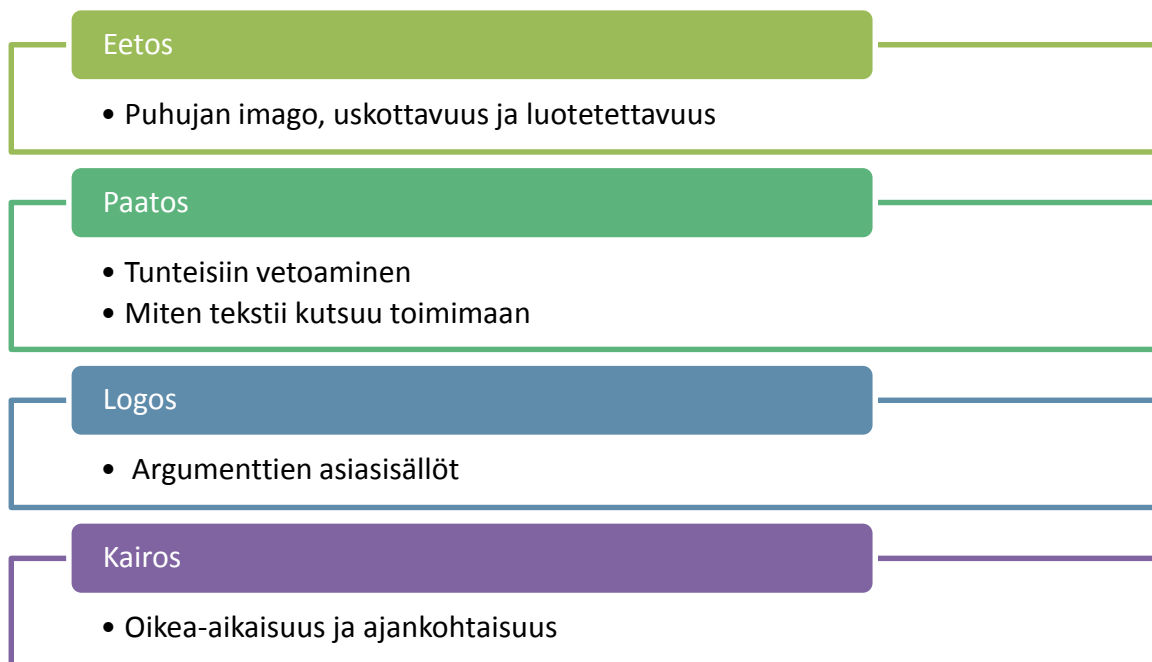 Eetos
• Puhujan imago, uskottavuus ja luotetettavuus
Paatos
• Tunteisiin vetoaminen
• Miten tekstii kutsuu toimimaan
Logos
• Argumenttien asiasisällöt
Kairos
• Oikea-aikaisuus ja ajankohtaisuus